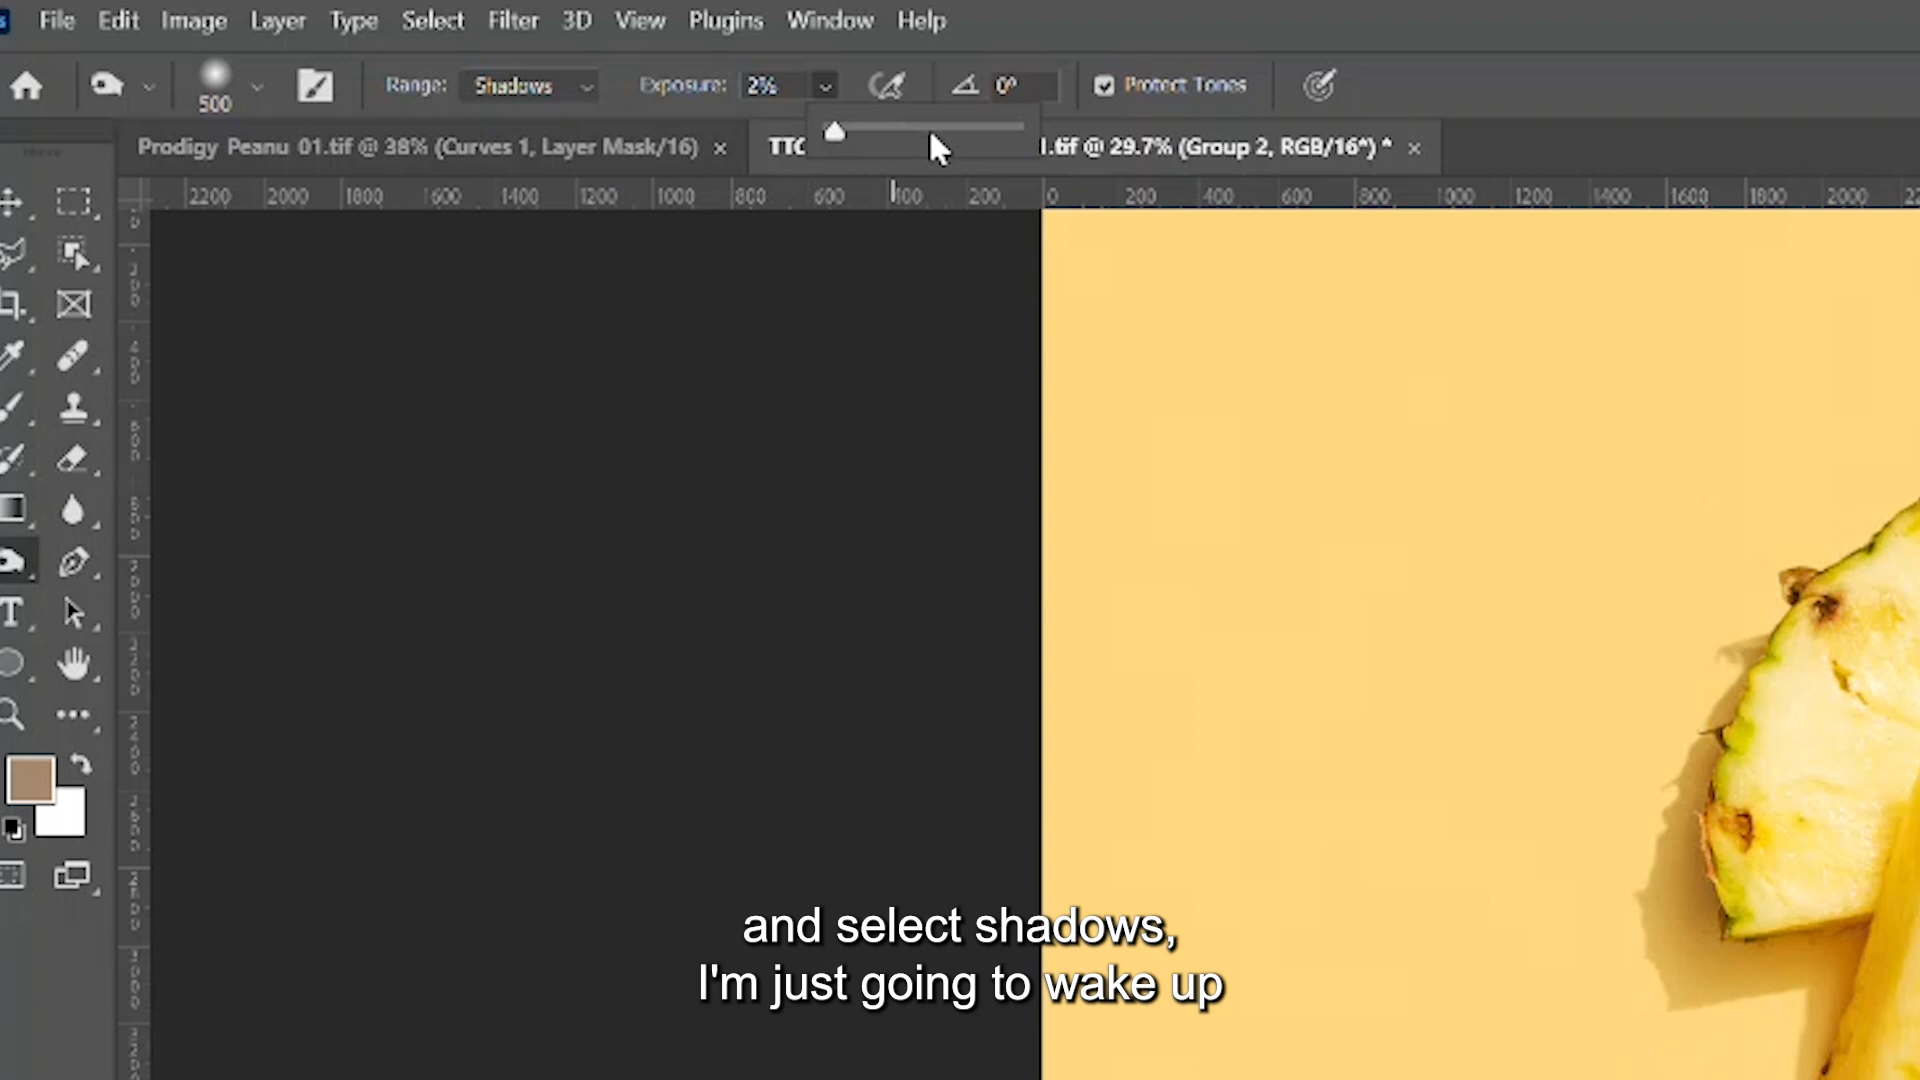 File Edit Image Layer Type Select Filter 3D View Plugins Window Help
500 Range: Shadows Exposure: 2% 0° Protect Tones
Prodigy Peanu 01.tif @ 38% (Curves 1, Layer Mask/16) × .tif @ 29.7% (Group 2, RGB/16*) * ×
2200 2000 1800 1600 1400 1200 1000 800 600 400 200 0 200 400 600 800 1000 1200 1400 1600 1800 2000
and select shadows,
I'm just going to wake up